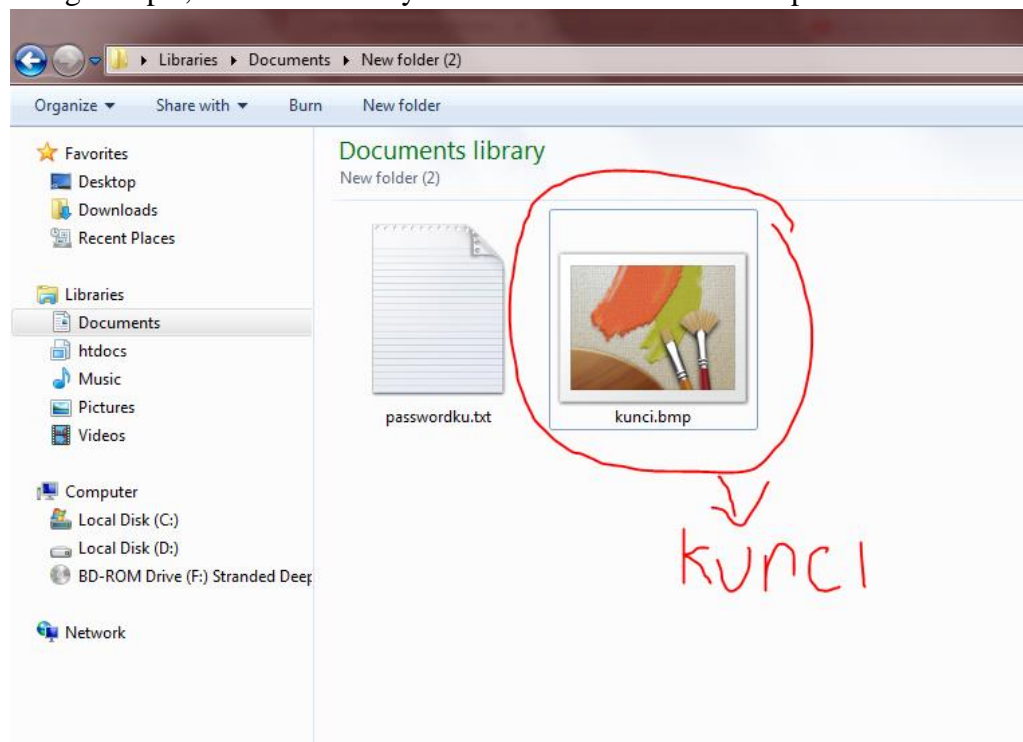 Libraries ▸ Documents ▸ New folder (2)
Organize ▾ Share with ▾ Burn New folder
Favorites
Desktop
Downloads
Recent Places
Libraries
Documents
htdocs
Music
Pictures
Videos
Computer
Local Disk (C:)
Local Disk (D:)
BD-ROM Drive (F:) Stranded Deep
Network
Documents library
New folder (2)
passwordku.txt
kunci.bmp
kunci